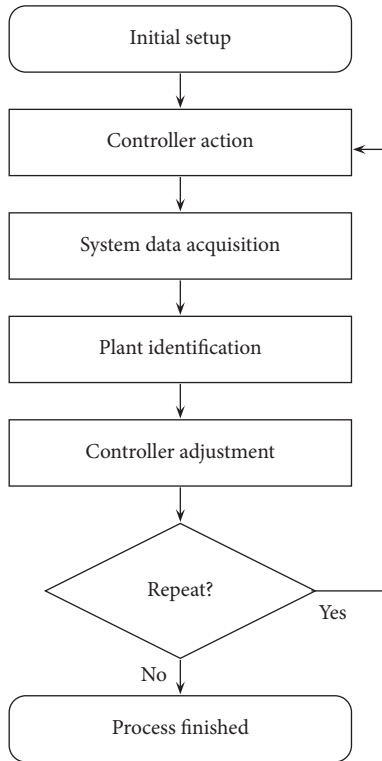 Initial setup
Controller action
System data acquisition
Plant identification
Controller adjustment
Repeat?
Yes
No
Process finished